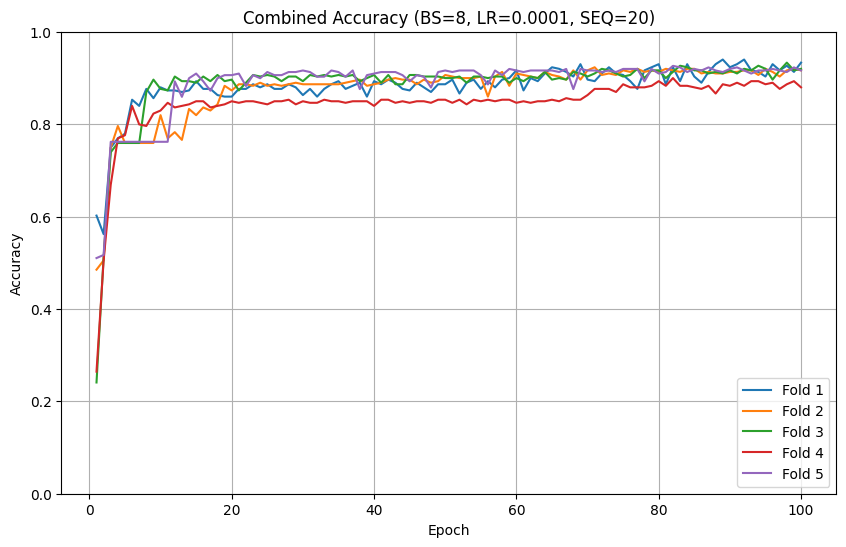 Combined Accuracy (BS=8, LR=0.0001, SEQ=20)
Accuracy
1.0
0.8
0.6
0.4
0.2
0.0
0 20 40 60 80 100
Epoch
Fold 1
Fold 2
Fold 3
Fold 4
Fold 5